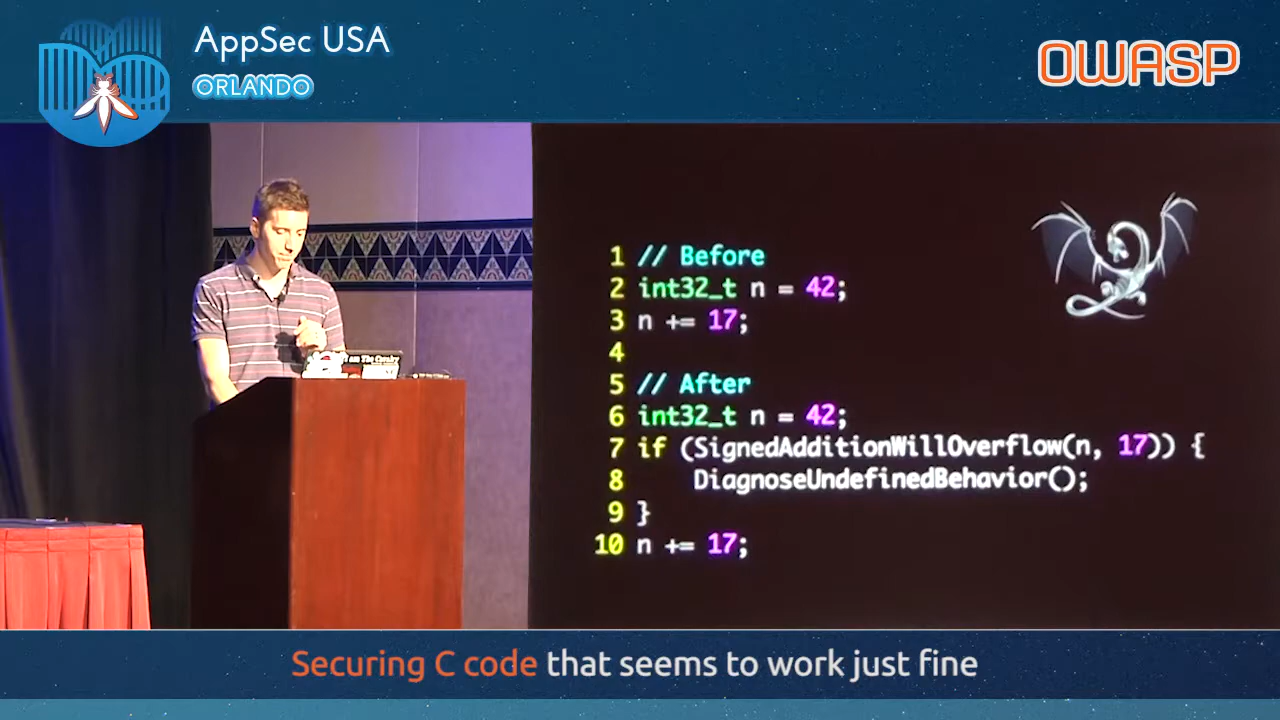 AppSec USA
ORLANDO
OWASP
1 // Before
2 int32_t n = 42;
3 n += 17;
4
5 // After
6 int32_t n = 42;
7 if (SignedAdditionWillOverflow(n, 17)) {
8 DiagnoseUndefinedBehavior();
9 }
10 n += 17;
Securing C code that seems to work just fine